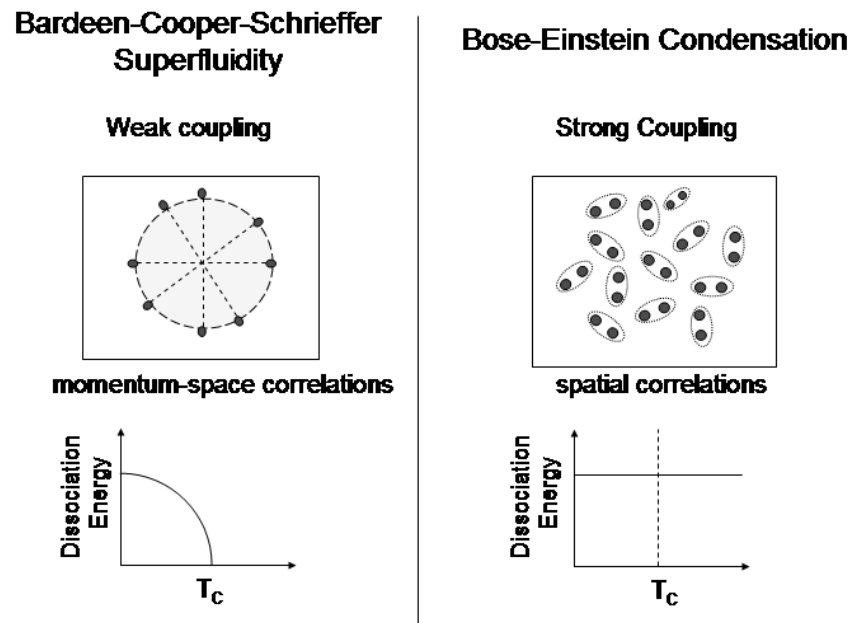 Bardeen-Cooper-Schrieffer
Superfluidity
Weak coupling
momentum-space correlations
Dissociation
Energy
Tc
Bose-Einstein Condensation
Strong Coupling
spatial correlations
Dissociation
Energy
Tc